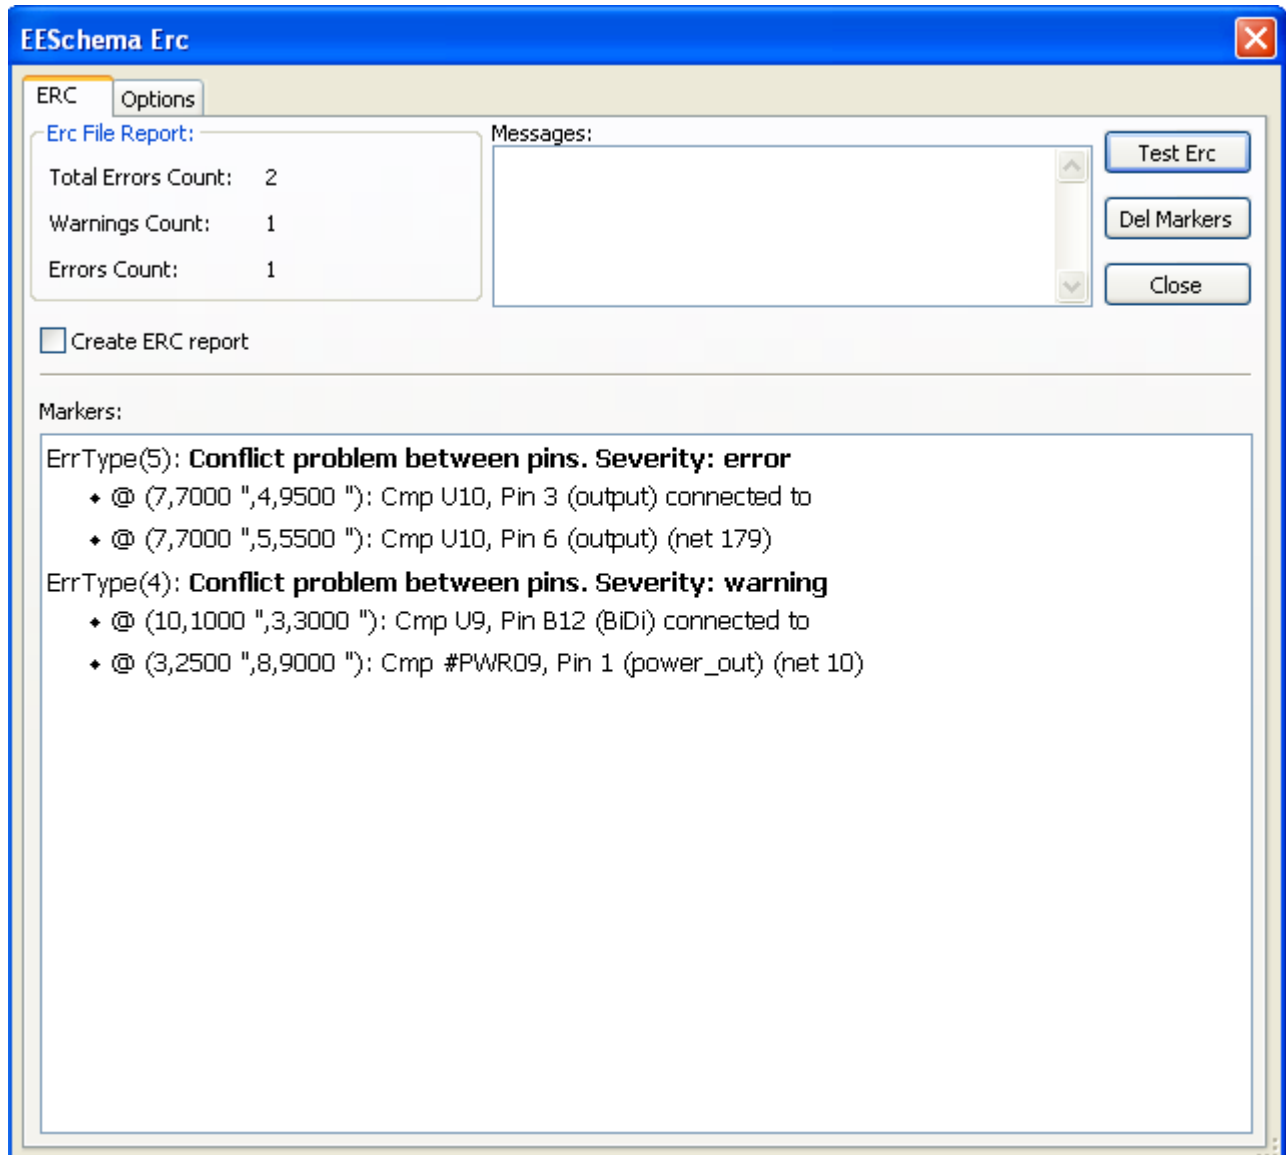 EESchema Erc
ERC
Options
Erc File Report:
Total Errors Count: 2
Warnings Count: 1
Errors Count: 1
Messages:
Test Erc
Del Markers
Close
Create ERC report
Markers:
ErrType(5): Conflict problem between pins. Severity: error
@ (7,7000 ",4,9500 "): Cmp U10, Pin 3 (output) connected to
@ (7,7000 ",5,5500 "): Cmp U10, Pin 6 (output) (net 179)
ErrType(4): Conflict problem between pins. Severity: warning
@ (10,1000 ",3,3000 "): Cmp U9, Pin B12 (BiDi) connected to
@ (3,2500 ",8,9000 "): Cmp #PWR09, Pin 1 (power_out) (net 10)